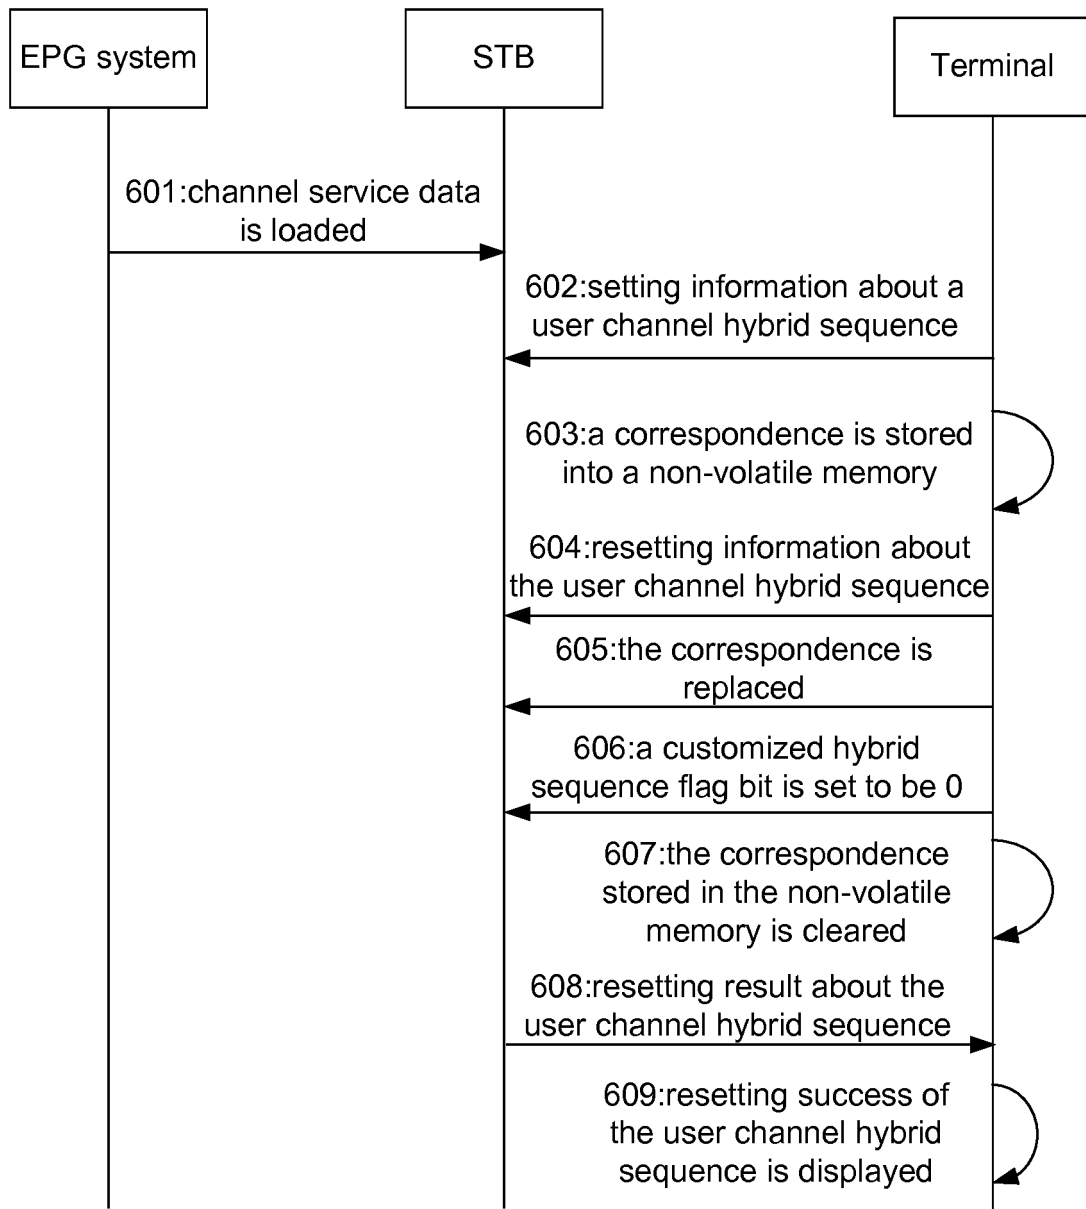 EPG system
STB
Terminal
601:channel service data
is loaded
602:setting information about a
user channel hybrid sequence
603:a correspondence is stored
into a non-volatile memory
604:resetting information about
the user channel hybrid sequence
605:the correspondence is
replaced
606:a customized hybrid
sequence flag bit is set to be 0
607:the correspondence
stored in the non-volatile
memory is cleared
608:resetting result about the
user channel hybrid sequence
609:resetting success of
the user channel hybrid
sequence is displayed